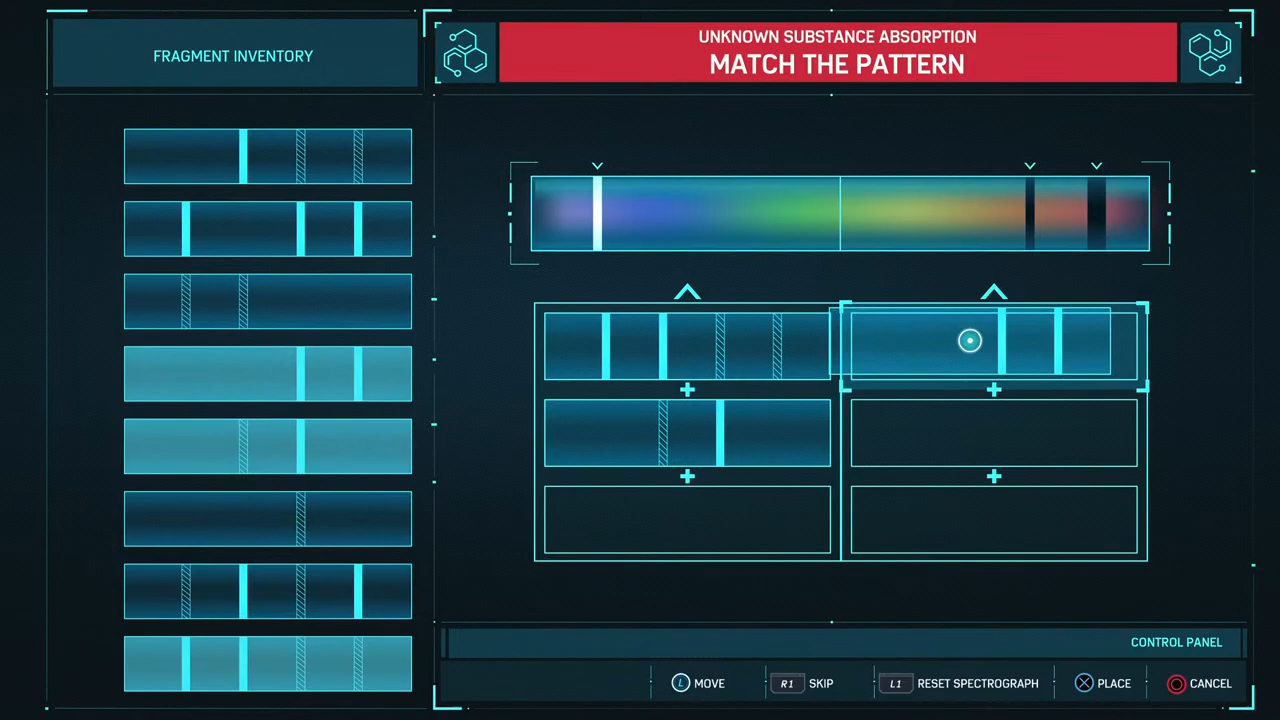 FRAGMENT INVENTORY
UNKNOWN SUBSTANCE ABSORPTION
MATCH THE PATTERN
CONTROL PANEL
L MOVE
R1 SKIP
L1 RESET SPECTROGRAPH
PLACE
CANCEL